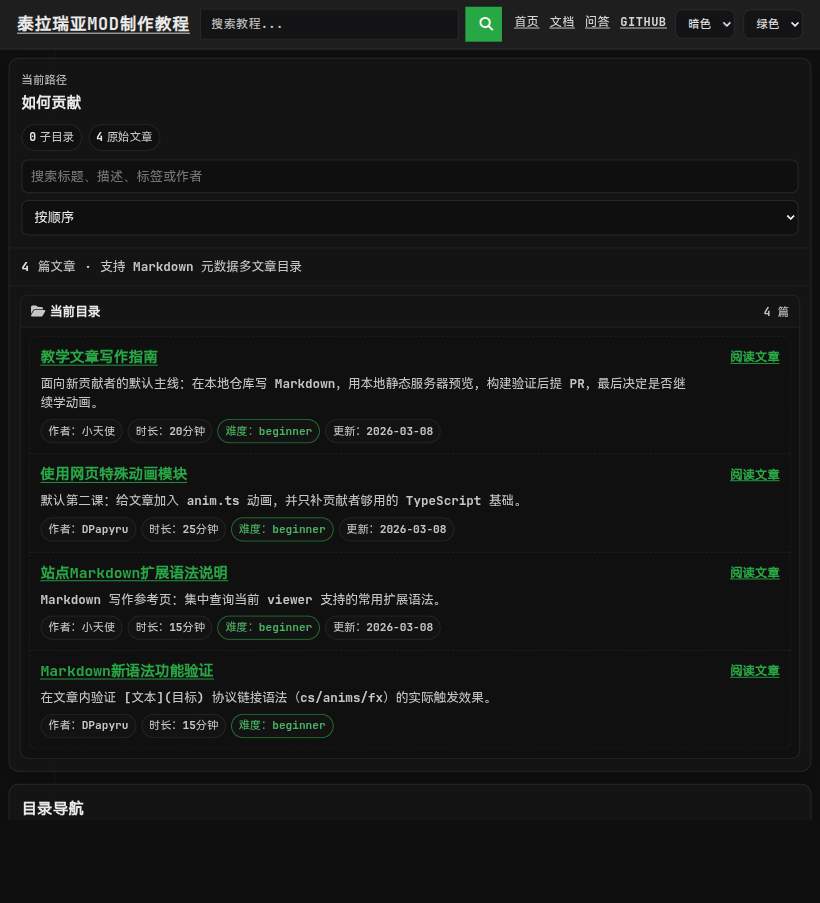 泰拉瑞亚MOD制作教程 搜索教程... 首页 文档 问答 GITHUB 暗色 绿色
当前路径
如何贡献
0 子目录 4 原始文章
搜索标题、描述、标签或作者
按顺序
4 篇文章 · 支持 Markdown 元数据多文章目录
当前目录 4 篇
教学文章写作指南 阅读文章
面向新贡献者的默认主线：在本地仓库写 Markdown，用本地静态服务器预览，构建验证后提 PR，最后决定是否继
续学动画。
作者：小天使 时长：20分钟 难度：beginner 更新：2026-03-08
使用网页特殊动画模块 阅读文章
默认第二课：给文章加入 anim.ts 动画，并只补贡献者够用的 TypeScript 基础。
作者：DPapyru 时长：25分钟 难度：beginner 更新：2026-03-08
站点Markdown扩展语法说明 阅读文章
Markdown 写作参考页：集中查询当前 viewer 支持的常用扩展语法。
作者：小天使 时长：15分钟 难度：beginner 更新：2026-03-08
Markdown新语法功能验证 阅读文章
在文章内验证 [文本](目标) 协议链接语法（cs/anims/fx）的实际触发效果。
作者：DPapyru 时长：15分钟 难度：beginner
目录导航